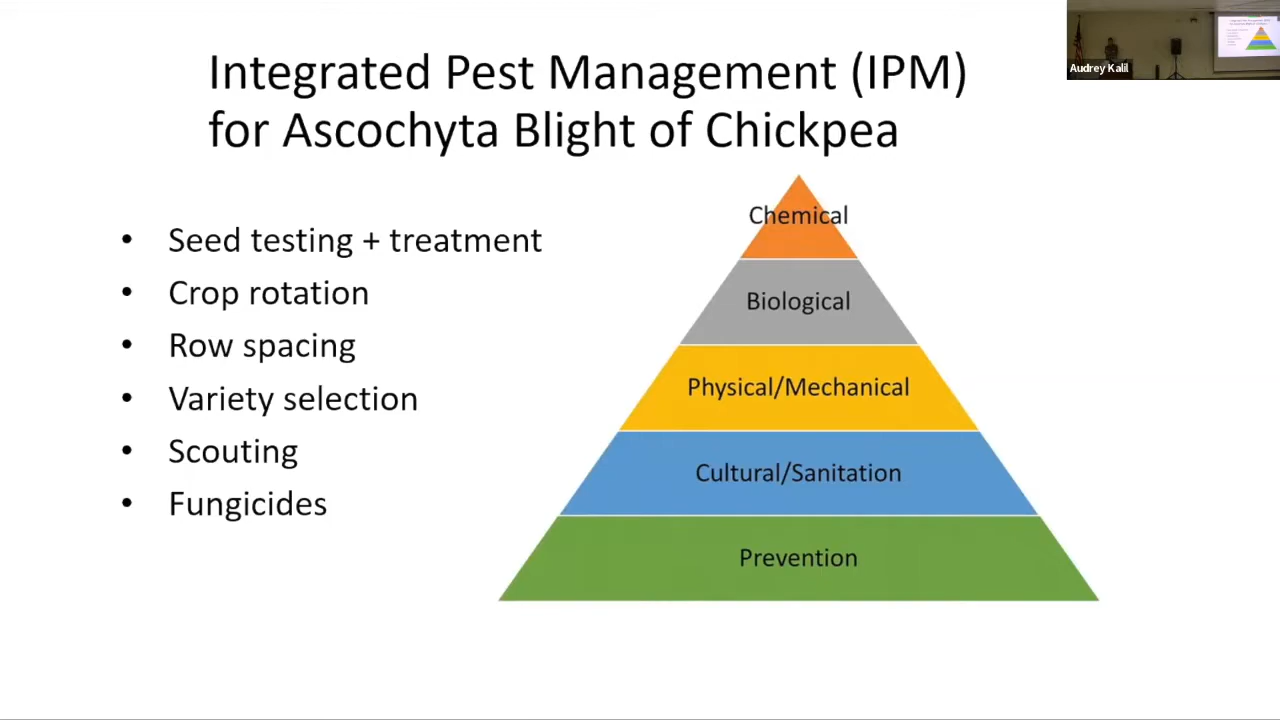 Integrated Pest Management (IPM)
for Ascochyta Blight of Chickpea
Audrey Kalil
• Seed testing + treatment
• Crop rotation
• Row spacing
• Variety selection
• Scouting
• Fungicides
Chemical
Biological
Physical/Mechanical
Cultural/Sanitation
Prevention